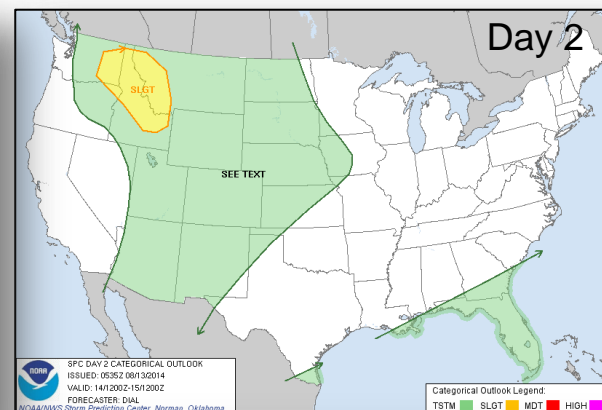 Day 2
SLGT
SEE TEXT
NOAA
SPC DAY 2 CATEGORICAL OUTLOOK
ISSUED: 0535Z 08/13/2014
VALID: 14/1200Z-15/1200Z
FORECASTER: DIAL
NOAA/NWS Storm Prediction Center, Norman, Oklahoma
Categorical Outlook Legend:
TSTM SLGT MDT HIGH